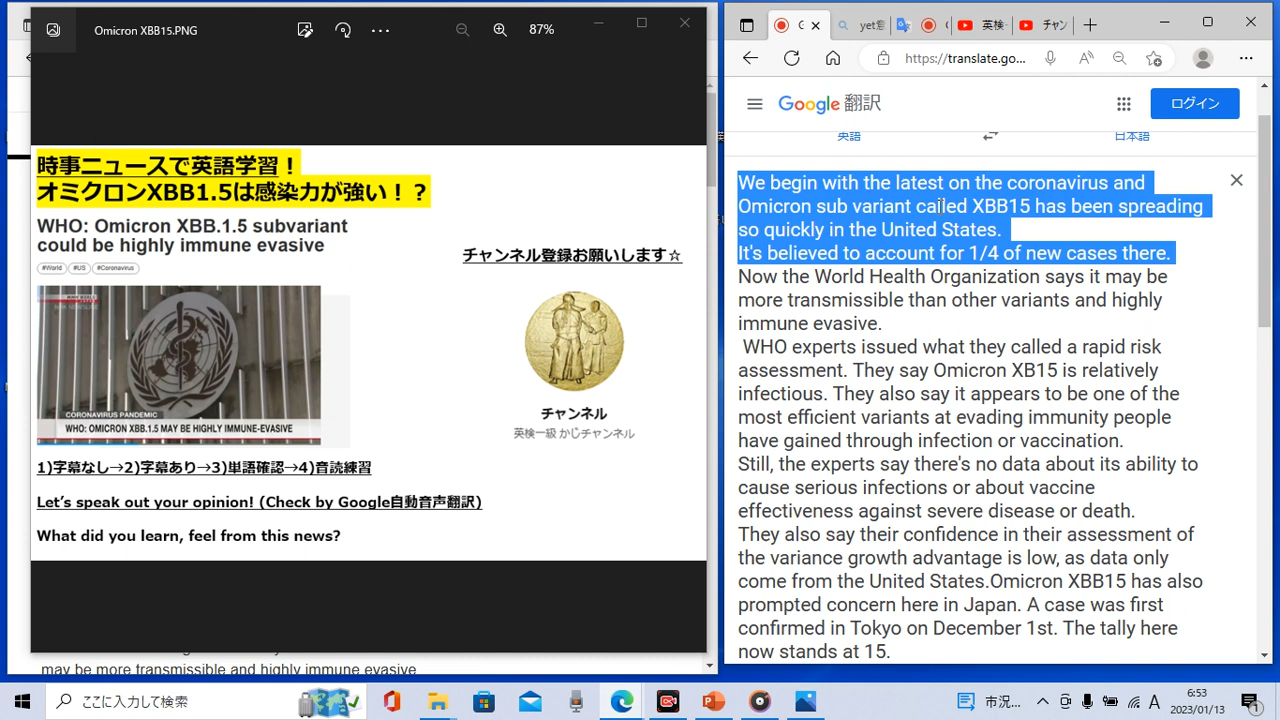 Omicron XBB15.PNG
87%
時事ニュースで英語学習！
オミクロンXBB1.5は感染力が強い！？
WHO: Omicron XBB.1.5 subvariant
could be highly immune evasive
#World
#US
#Coronavirus
チャンネル登録お願いします☆
CORONAVIRUS PANDEMIC
WHO: OMICRON XBB.1.5 MAY BE HIGHLY IMMUNE-EVASIVE
チャンネル
英検一級 かじチャンネル
1)字幕なし→2)字幕あり→3)単語確認→4)音読練習
Let's speak out your opinion! (Check by Google自動音声翻訳)
What did you learn, feel from this news?
may be more transmissible and highly immune evasive
yet意
英検
チャン
https://translate.go...
Google 翻訳
ログイン
英語
日本語
We begin with the latest on the coronavirus and
Omicron sub variant called XBB15 has been spreading
so quickly in the United States.
It's believed to account for 1/4 of new cases there.
Now the World Health Organization says it may be
more transmissible than other variants and highly
immune evasive.
WHO experts issued what they called a rapid risk
assessment. They say Omicron XB15 is relatively
infectious. They also say it appears to be one of the
most efficient variants at evading immunity people
have gained through infection or vaccination.
Still, the experts say there's no data about its ability to
cause serious infections or about vaccine
effectiveness against severe disease or death.
They also say their confidence in their assessment of
the variance growth advantage is low, as data only
come from the United States.Omicron XBB15 has also
prompted concern here in Japan. A case was first
confirmed in Tokyo on December 1st. The tally here
now stands at 15.
ここに入力して検索
市況...
A
6:53
2023/01/13